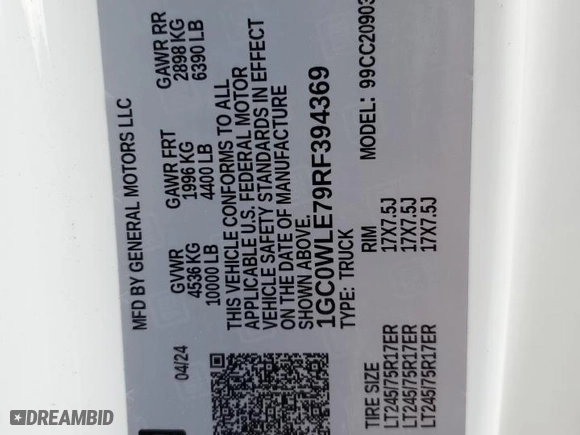 MFD BY GENERAL MOTORS LLC
04/24
GVWR
4536 KG
10000 LB
GAWR FRT
1996 KG
4400 LB
GAWR RR
2898 KG
6390 LB
THIS VEHICLE CONFORMS TO ALL
APPLICABLE U.S. FEDERAL MOTOR
VEHICLE SAFETY STANDARDS IN EFFECT
ON THE DATE OF MANUFACTURE
SHOWN ABOVE.
1GC0WLE79RF394369
TYPE: TRUCK
MODEL: 99CC20903
TIRE SIZE
RIM
LT245/75R17ER
17X7.5J
LT245/75R17ER
17X7.5J
LT245/75R17ER
17X7.5J
DREAMBID